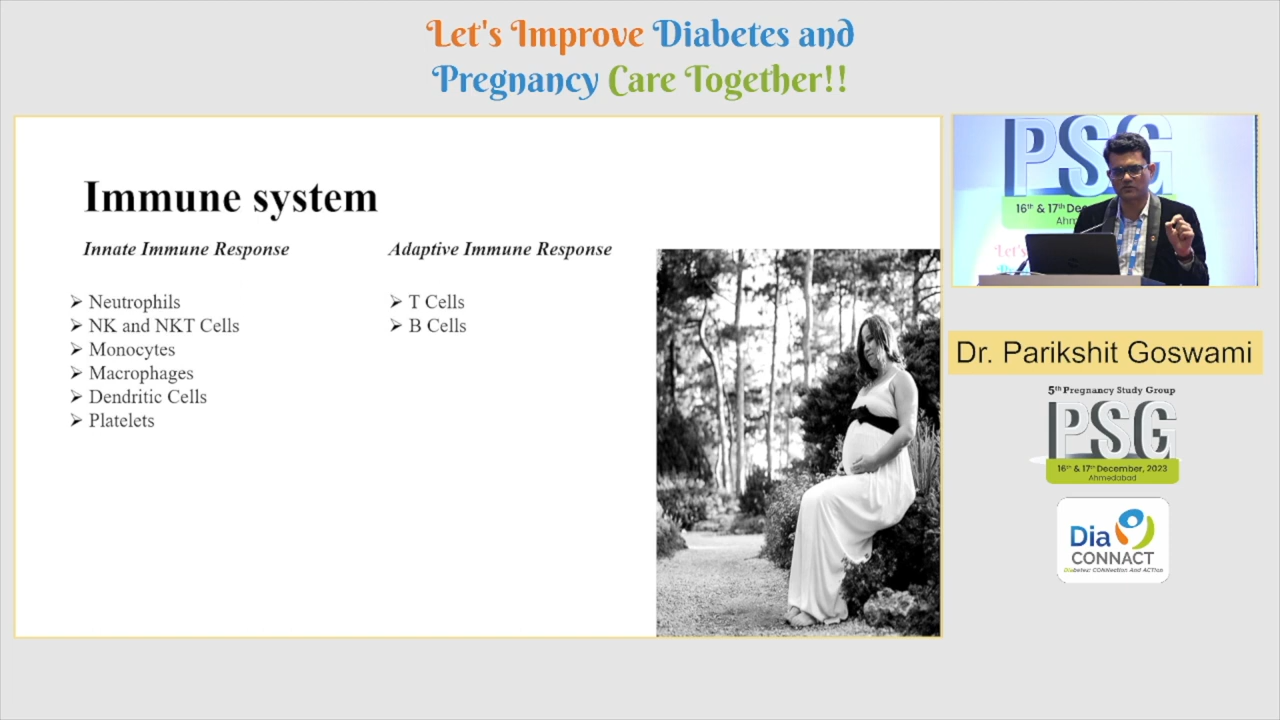 Let's Improve Diabetes and
Pregnancy Care Together!!
Immune system
Innate Immune Response
Adaptive Immune Response
➢ Neutrophils
➢ NK and NKT Cells
➢ Monocytes
➢ Macrophages
➢ Dendritic Cells
➢ Platelets
➢ T Cells
➢ B Cells
PSG
16th & 17th Dec
Ahm
Let's
Dr. Parikshit Goswami
5th Pregnancy Study Group
PSG
16th & 17th December, 2023
Ahmedabad
Dia
CONNACT
Diabetes: CONNection And ACTion